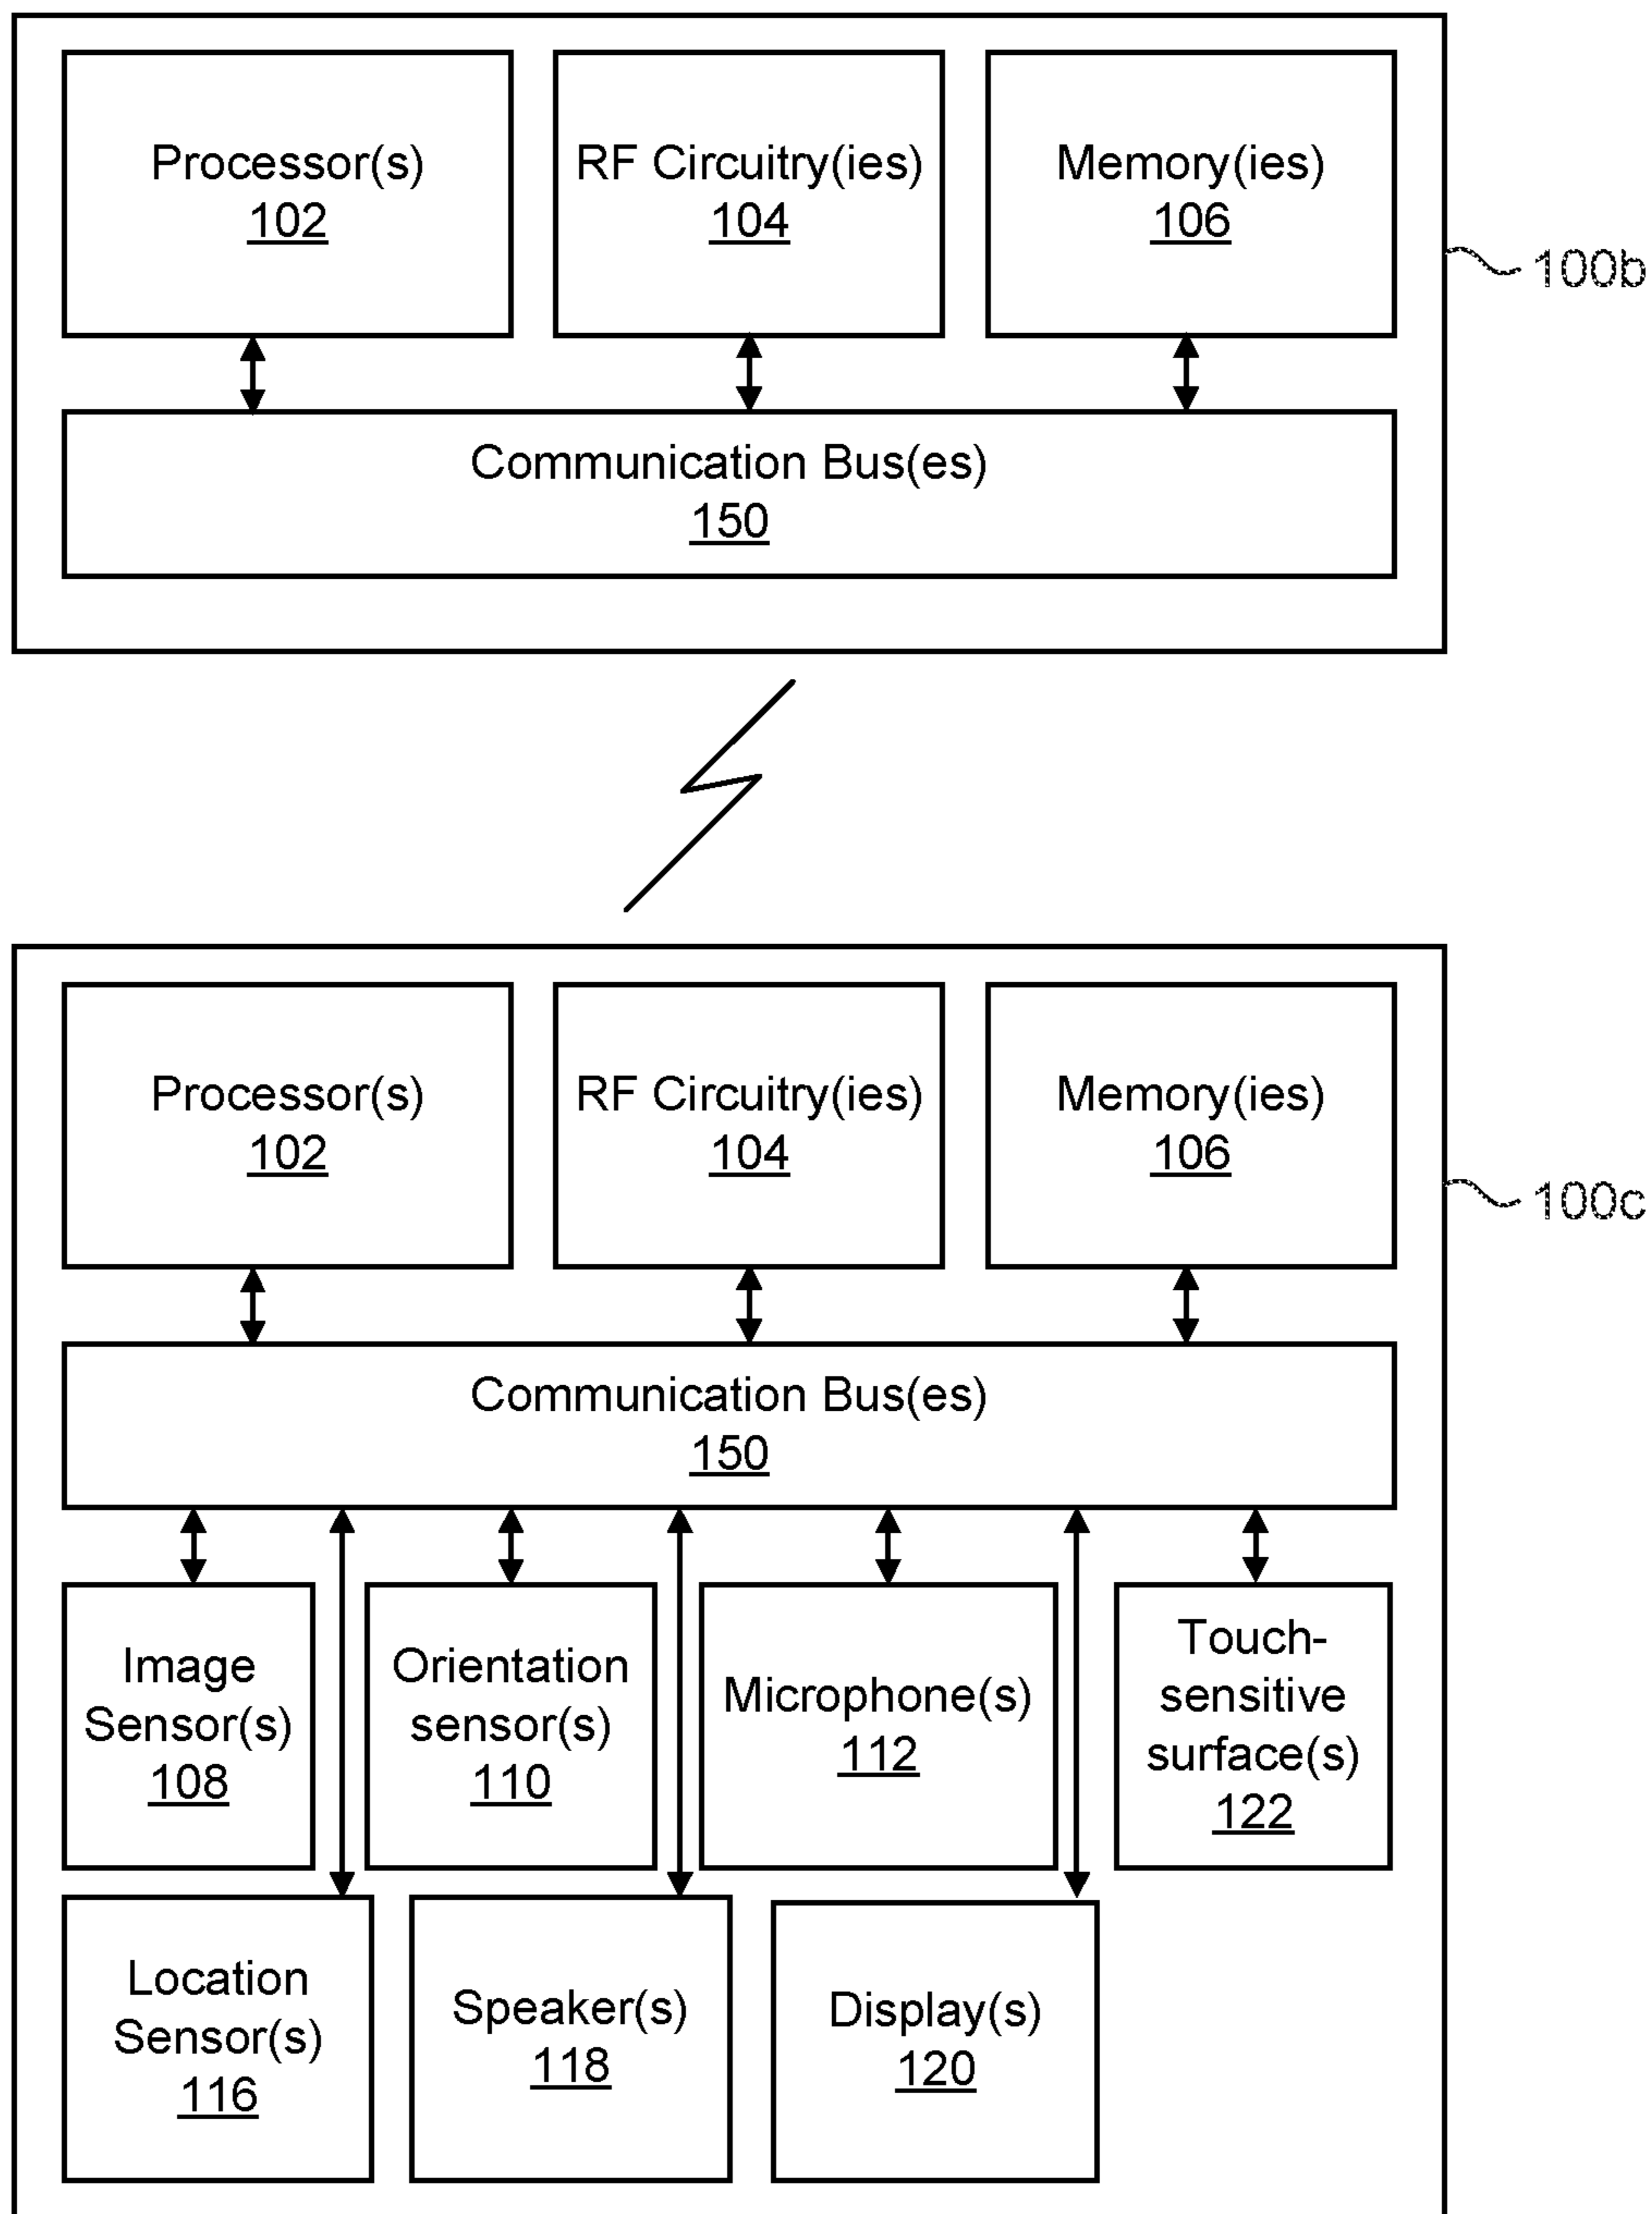 Processor(s)
102
RF Circuitry(ies)
104
Memory(ies)
106
100b
Communication Bus(es)
150
Processor(s)
102
RF Circuitry(ies)
104
Memory(ies)
106
100c
Communication Bus(es)
150
Image
Sensor(s)
108
Orientation
sensor(s)
110
Microphone(s)
112
Touch-
sensitive
surface(s)
122
Location
Sensor(s)
116
Speaker(s)
118
Display(s)
120